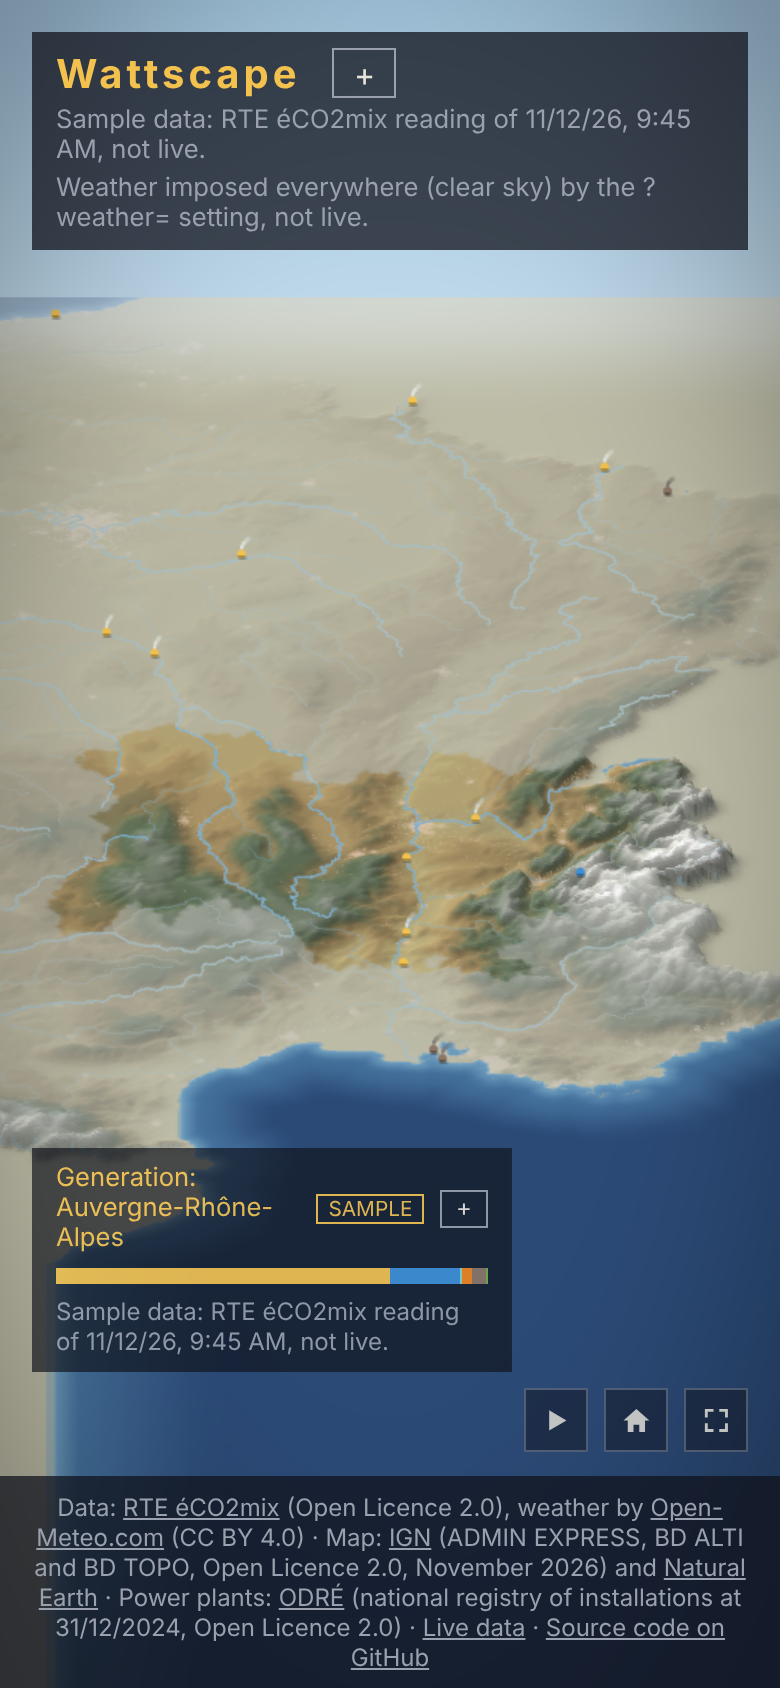 Wattscape +
Sample data: RTE éCO2mix reading of 11/12/26, 9:45
AM, not live.
Weather imposed everywhere (clear sky) by the ?
weather= setting, not live.
Generation:
Auvergne-Rhône-
Alpes
SAMPLE +
Sample data: RTE éCO2mix reading
of 11/12/26, 9:45 AM, not live.
Data: RTE éCO2mix (Open Licence 2.0), weather by Open-
Meteo.com (CC BY 4.0) · Map: IGN (ADMIN EXPRESS, BD ALTI
and BD TOPO, Open Licence 2.0, November 2026) and Natural
Earth · Power plants: ODRÉ (national registry of installations at
31/12/2024, Open Licence 2.0) · Live data · Source code on
GitHub